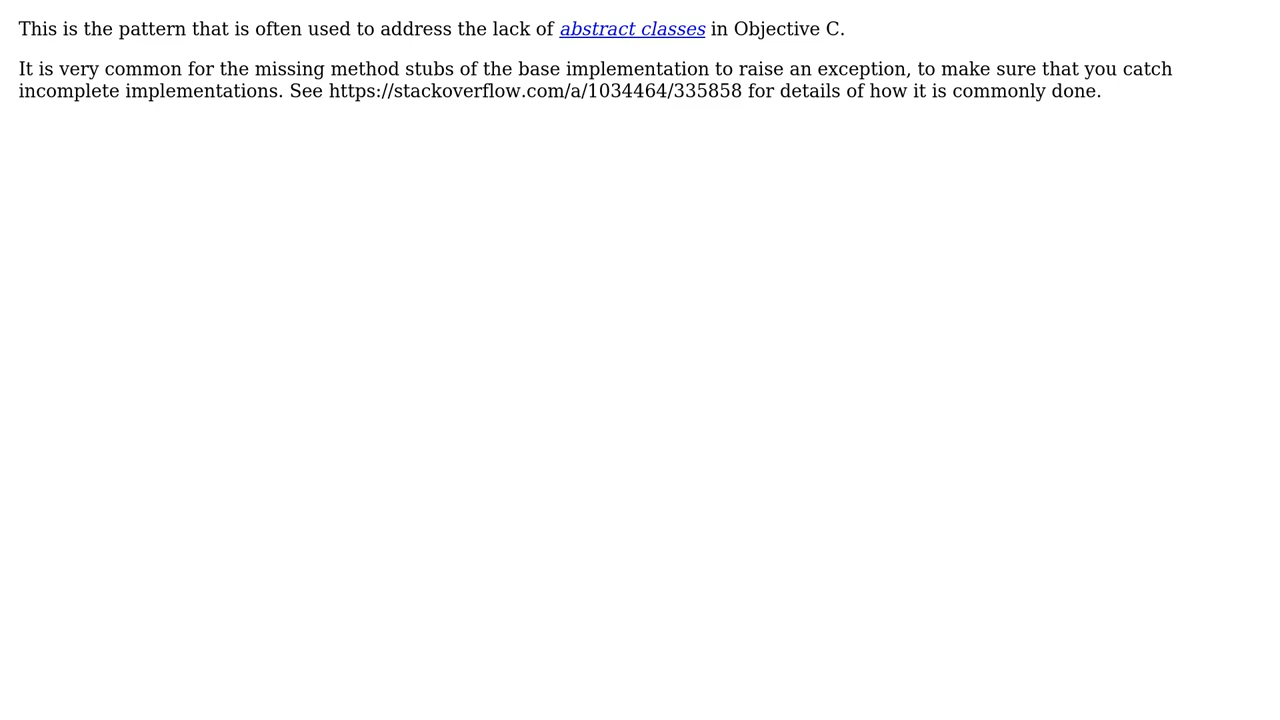 This is the pattern that is often used to address the lack of abstract classes in Objective C.
It is very common for the missing method stubs of the base implementation to raise an exception, to make sure that you catch
incomplete implementations. See https://stackoverflow.com/a/1034464/335858 for details of how it is commonly done.